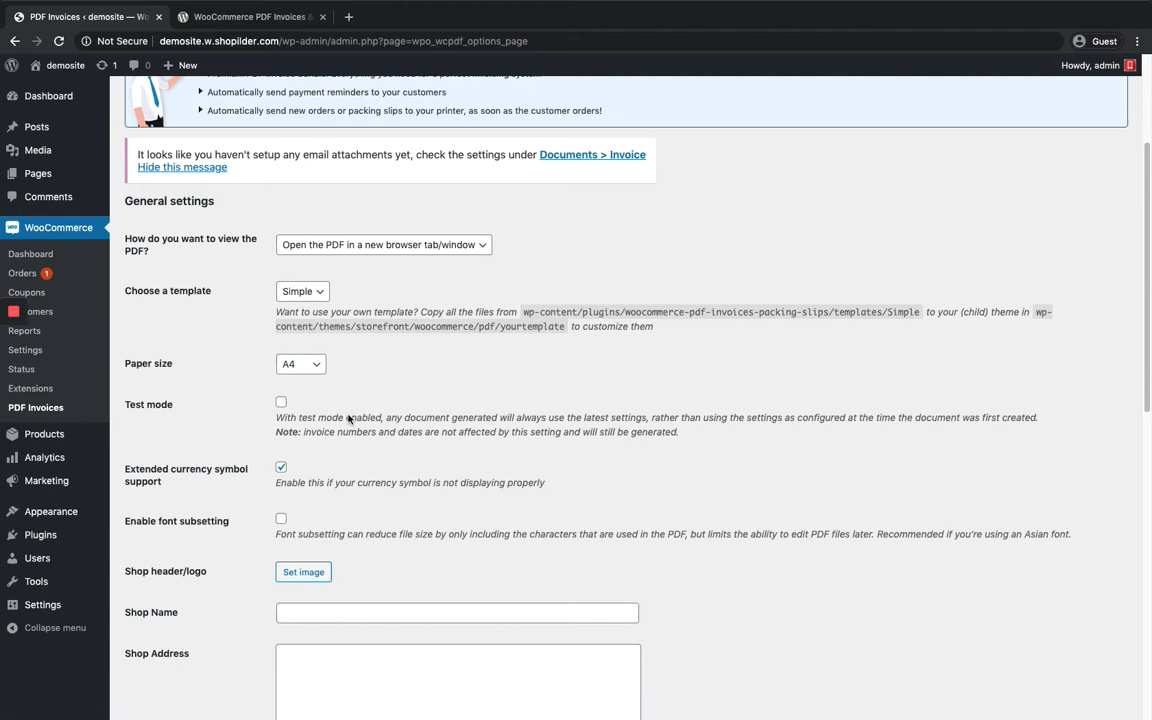 PDF Invoices < demosite — Wo
WooCommerce PDF Invoices &
Not Secure demosite.w.shopilder.com/wp-admin/admin.php?page=wpo_wcpdf_options_page
Guest
demosite 1 0 New
Howdy, admin
Dashboard
Posts
Media
Pages
Comments
WooCommerce
Dashboard
Orders 1
Coupons
omers
Reports
Settings
Status
Extensions
PDF Invoices
Products
Analytics
Marketing
Appearance
Plugins
Users
Tools
Settings
Collapse menu
Automatically send payment reminders to your customers
Automatically send new orders or packing slips to your printer, as soon as the customer orders!
It looks like you haven't setup any email attachments yet, check the settings under Documents > Invoice
Hide this message
General settings
How do you want to view the
PDF?
Open the PDF in a new browser tab/window
Choose a template
Simple
Want to use your own template? Copy all the files from wp-content/plugins/woocommerce-pdf-invoices-packing-slips/templates/Simple to your (child) theme in wp-
content/themes/storefront/woocommerce/pdf/yourtemplate to customize them
Paper size
A4
Test mode
With test mode enabled, any document generated will always use the latest settings, rather than using the settings as configured at the time the document was first created.
Note: invoice numbers and dates are not affected by this setting and will still be generated.
Extended currency symbol
support
Enable this if your currency symbol is not displaying properly
Enable font subsetting
Font subsetting can reduce file size by only including the characters that are used in the PDF, but limits the ability to edit PDF files later. Recommended if you're using an Asian font.
Shop header/logo
Set image
Shop Name
Shop Address